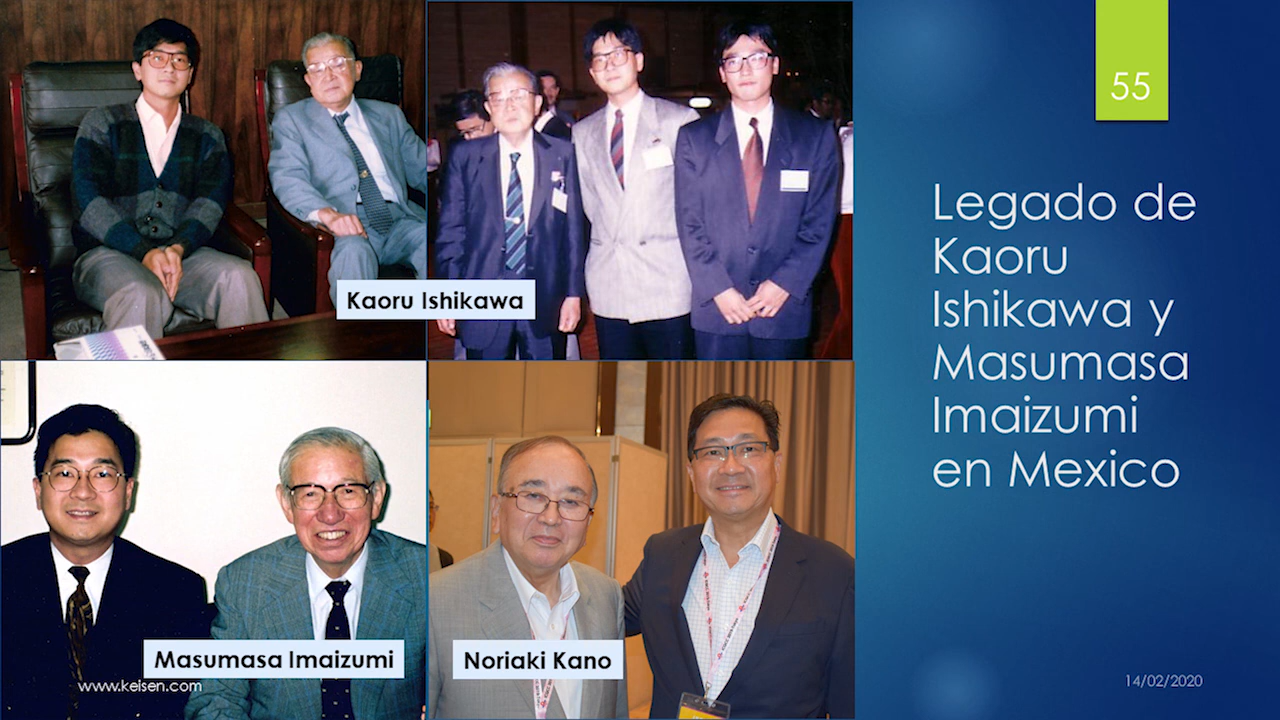 Kaoru Ishikawa
Masumasa Imaizumi
www.keisen.com
Noriaki Kano
55
Legado de
Kaoru
Ishikawa y
Masumasa
Imaizumi
en Mexico
14/02/2020